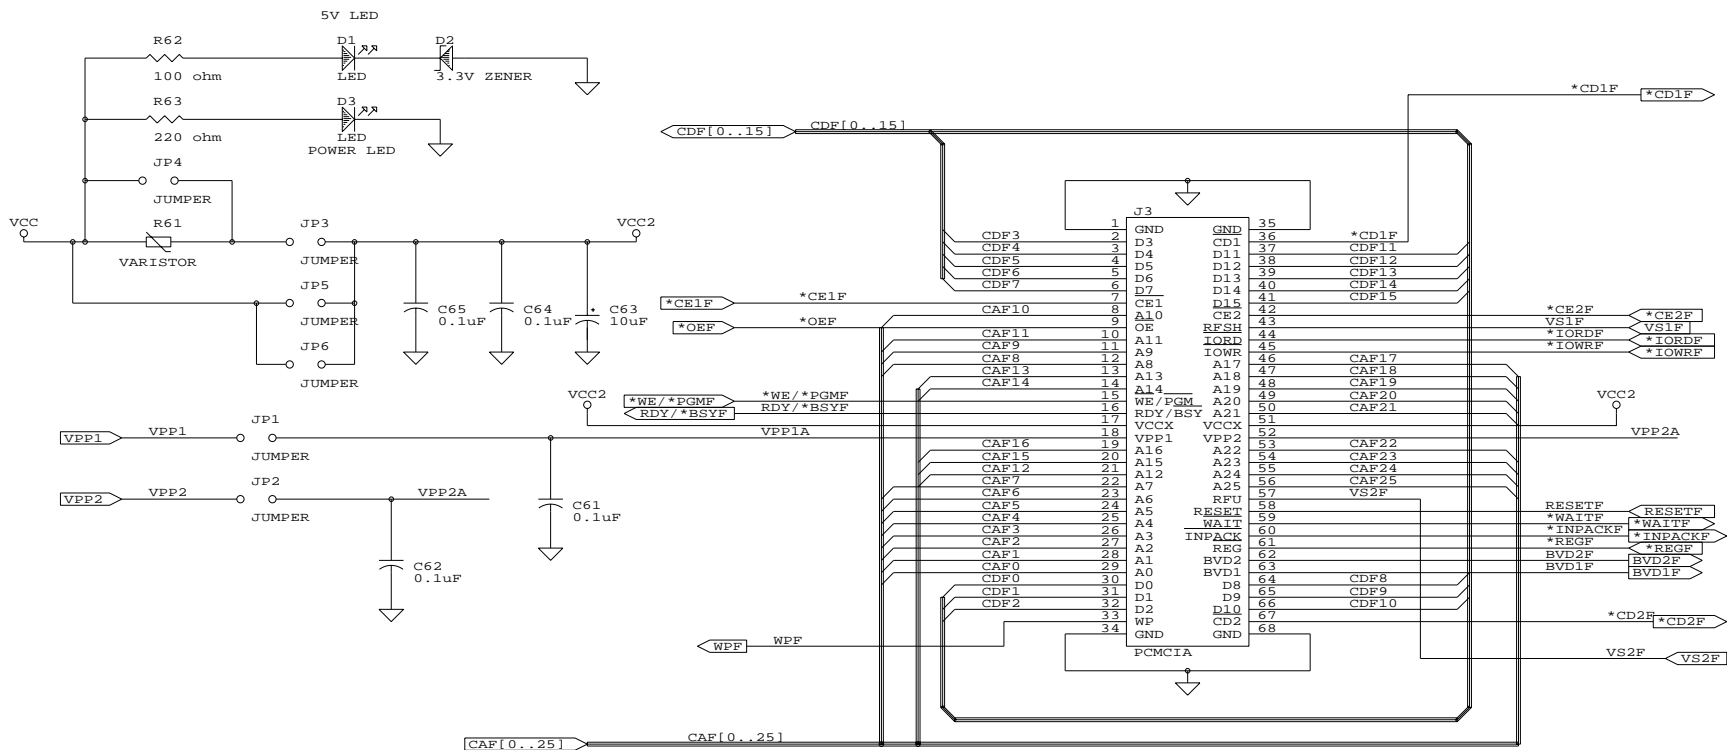 5V LED
R62
100 ohm
D1
LED
D2
3.3V ZENER
R63
220 ohm
D3
LED
POWER LED
JP4
JUMPER
VCC
R61
VARISTOR
JP3
JUMPER
VCC2
JP5
JUMPER
JP6
JUMPER
C65
0.1uF
C64
0.1uF
C63
10uF
VPP1
VPP1
JP1
JUMPER
VPP1A
VPP2
VPP2
JP2
JUMPER
VPP2A
C61
0.1uF
C62
0.1uF
VCC2
CDF[0..15]
CDF[0..15]
*CD1F
*CD1F
*CE1F
*CE1F
*OEF
*OEF
*WE/*PGMF
*WE/*PGMF
RDY/*BSYF
RDY/*BSYF
WPF
WPF
CAF[0..25]
CAF[0..25]
J3
1 GND GND 35
CDF3 2 D3 CD1 36 *CD1F
CDF4 3 D4 D11 37 CDF11
CDF5 4 D5 D12 38 CDF12
CDF6 5 D6 D13 39 CDF13
CDF7 6 D7 D14 40 CDF14
7 CE1 D15 41 CDF15
CAF10 8 A10 CE2 42 *CE2F *CE2F
9 OE RFSH 43 VS1F VS1F
CAF11 10 A11 IORD 44 *IORDF *IORDF
CAF9 11 A9 IOWR 45 *IOWRF *IOWRF
CAF8 12 A8 A17 46 CAF17
CAF13 13 A13 A18 47 CAF18
CAF14 14 A14 A19 48 CAF19
15 WE/PGM A20 49 CAF20
16 RDY/BSY A21 50 CAF21
17 VCCX VCCX 51 VCC2
18 VPP1 VPP2 52 VPP2A
CAF16 19 A16 A22 53 CAF22
CAF15 20 A15 A23 54 CAF23
CAF12 21 A12 A24 55 CAF24
CAF7 22 A7 A25 56 CAF25
CAF6 23 A6 RFU 57 VS2F
CAF5 24 A5 RESET 58 RESETF RESETF
CAF4 25 A4 WAIT 59 *WAITF *WAITF
CAF3 26 A3 INPACK 60 *INPACKF *INPACKF
CAF2 27 A2 REG 61 *REGF *REGF
CAF1 28 A1 BVD2 62 BVD2F BVD2F
CAF0 29 A0 BVD1 63 BVD1F BVD1F
CDF0 30 D0 D8 64 CDF8
CDF1 31 D1 D9 65 CDF9
CDF2 32 D2 D10 66 CDF10
33 WP CD2 67 *CD2F *CD2F
34 GND GND 68
PCMCIA
VS2F VS2F